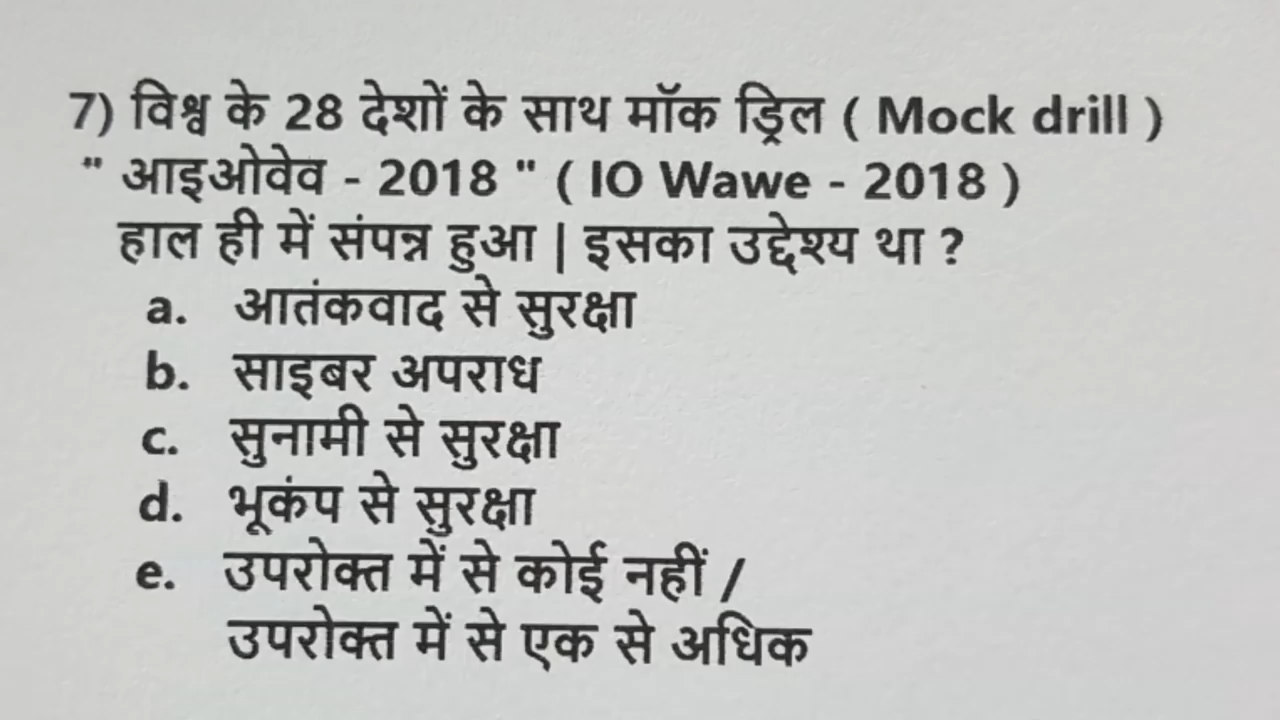 7) विश्व के 28 देशों के साथ मॉक ड्रिल ( Mock drill )
" आइओवेव - 2018 " ( IO Wawe - 2018 )
हाल ही में संपन्न हुआ | इसका उद्देश्य था ?
a. आतंकवाद से सुरक्षा
b. साइबर अपराध
c. सुनामी से सुरक्षा
d. भूकंप से सुरक्षा
e. उपरोक्त में से कोई नहीं /
उपरोक्त में से एक से अधिक